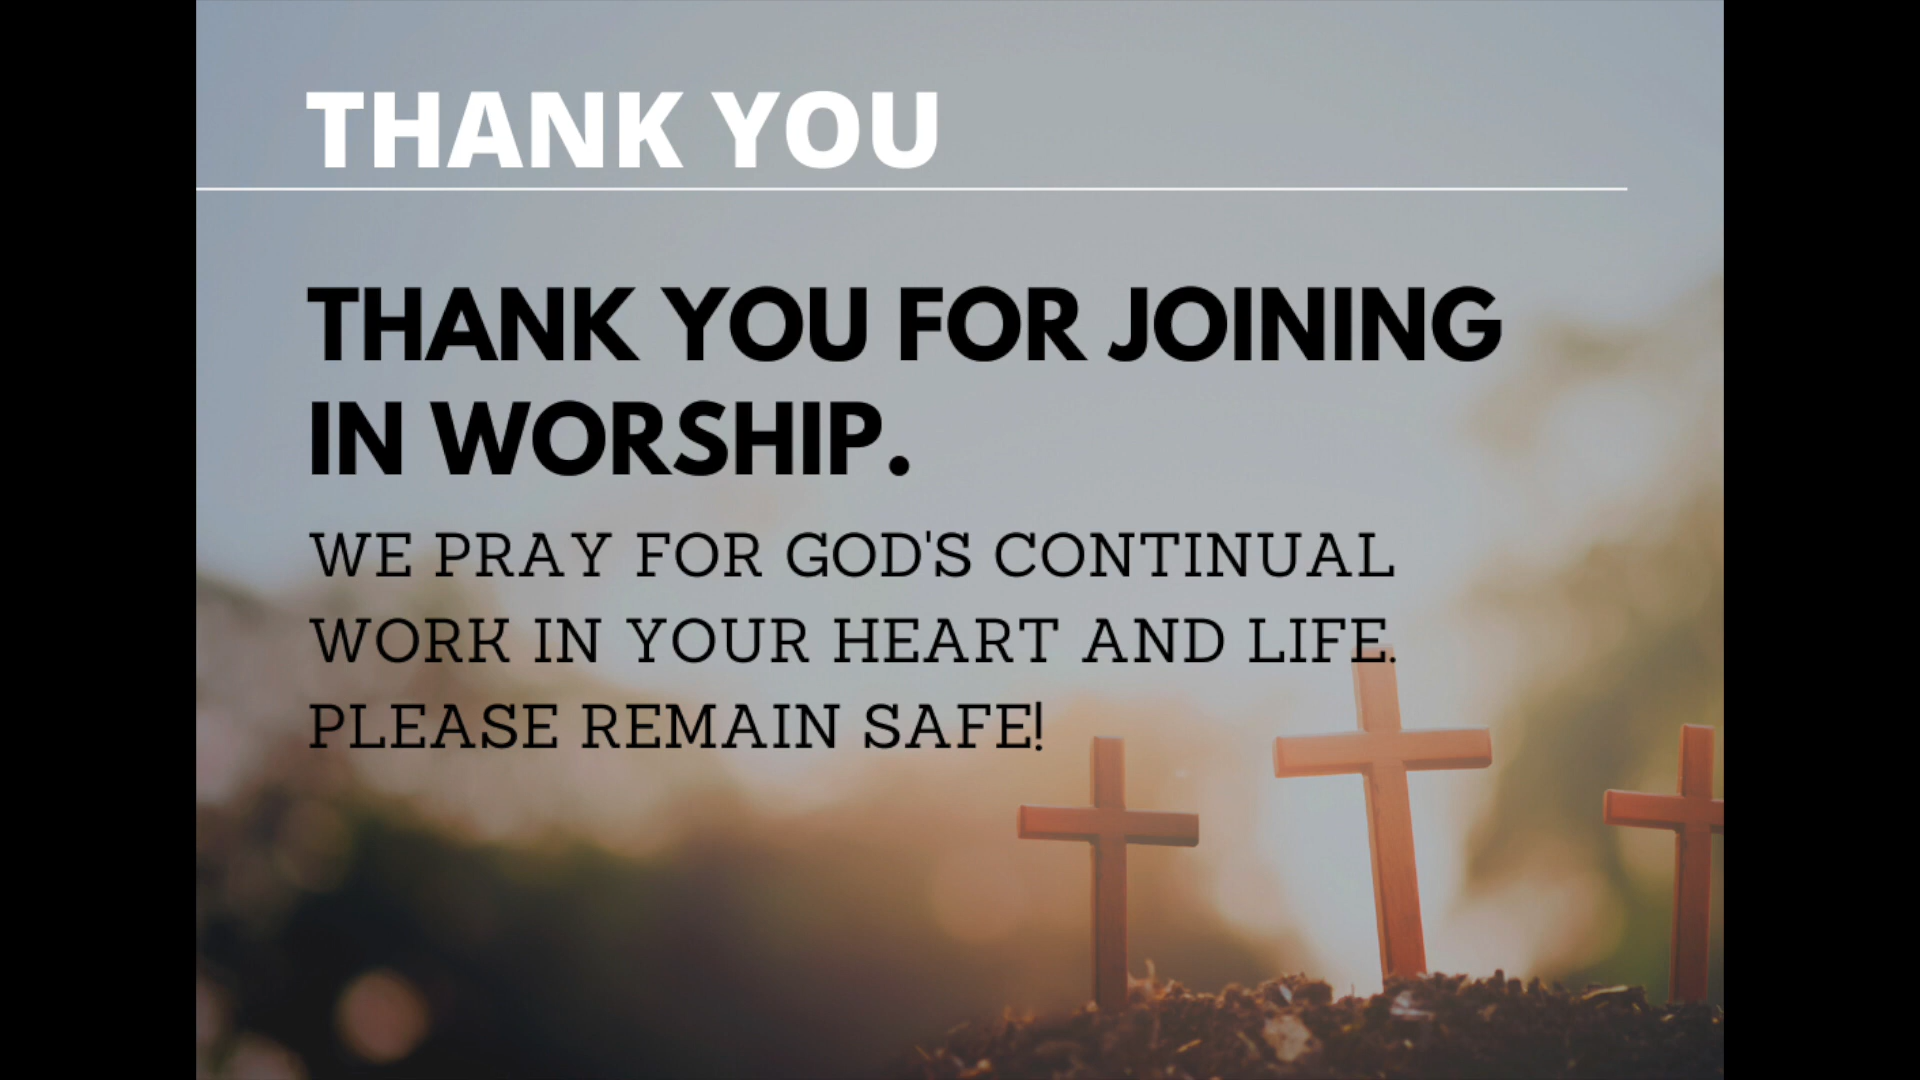 THANK YOU
THANK YOU FOR JOINING
IN WORSHIP.
WE PRAY FOR GOD'S CONTINUAL
WORK IN YOUR HEART AND LIFE.
PLEASE REMAIN SAFE!